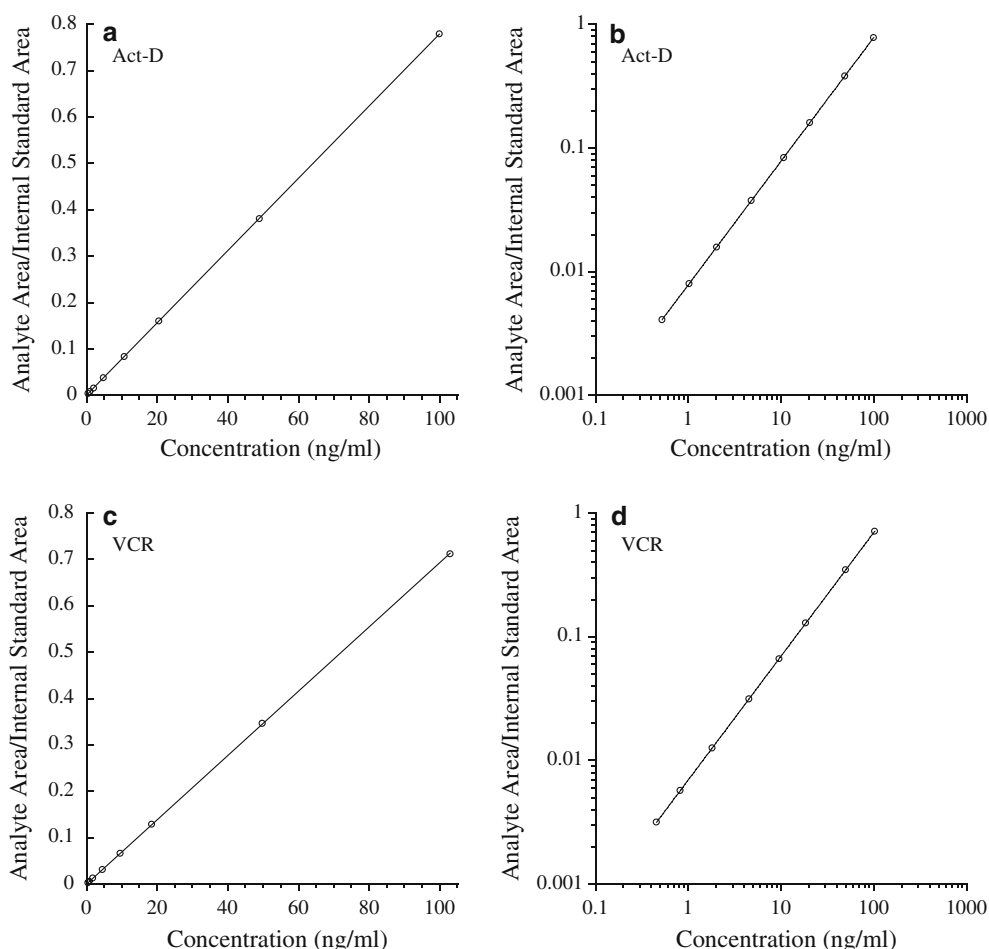 a
Act-D
Analyte Area/Internal Standard Area
0.8
0.7
0.6
0.5
0.4
0.3
0.2
0.1
0
0 20 40 60 80 100
Concentration (ng/ml)
b
Act-D
Analyte Area/Internal Standard Area
1
0.1
0.01
0.001
0.1 1 10 100 1000
Concentration (ng/ml)
c
VCR
Analyte Area/Internal Standard Area
0.8
0.7
0.6
0.5
0.4
0.3
0.2
0.1
0
0 20 40 60 80 100
Concentration (ng/ml)
d
VCR
Analyte Area/Internal Standard Area
1
0.1
0.01
0.001
0.1 1 10 100 1000
Concentration (ng/ml)